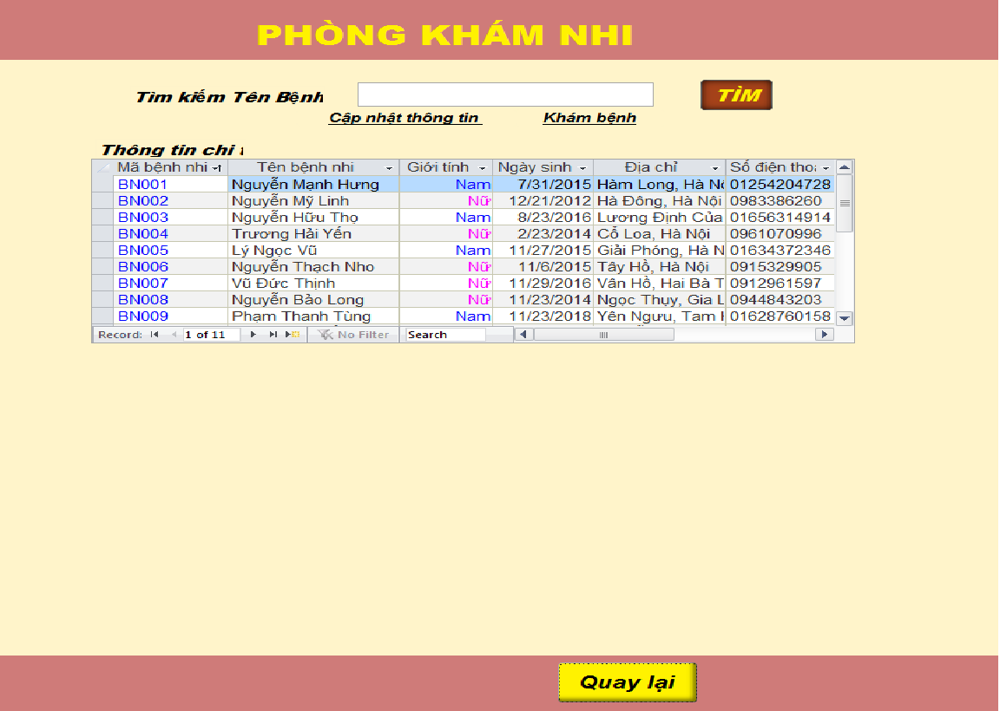 PHÒNG KHÁM NHI
Tìm kiếm Tên Bệnh TÌM
Cập nhật thông tin Khám bệnh
Thông tin chi
Mã bệnh nhi Tên bệnh nhi Giới tính Ngày sinh Địa chỉ Số điện thoạ
BN001 Nguyễn Mạnh Hưng Nam 7/31/2015 Hàm Long, Hà Nộ 01254204728
BN002 Nguyễn Mỹ Linh Nữ 12/21/2012 Hà Đông, Hà Nội 0983386260
BN003 Nguyễn Hữu Thọ Nam 8/23/2016 Lương Định Của 01656314914
BN004 Trương Hải Yến Nữ 2/23/2014 Cổ Loa, Hà Nội 0961070996
BN005 Lý Ngọc Vũ Nam 11/27/2015 Giải Phóng, Hà N 01634372346
BN006 Nguyễn Thạch Nho Nữ 11/6/2015 Tây Hồ, Hà Nội 0915329905
BN007 Vũ Đức Thịnh Nữ 11/29/2016 Vân Hồ, Hai Bà T 0912961597
BN008 Nguyễn Bảo Long Nữ 11/23/2014 Ngọc Thụy, Gia L 0944843203
BN009 Phạm Thanh Tùng Nam 11/23/2018 Yên Ngưu, Tam H 01628760158
Record: 1 of 11 No Filter Search
Quay lại